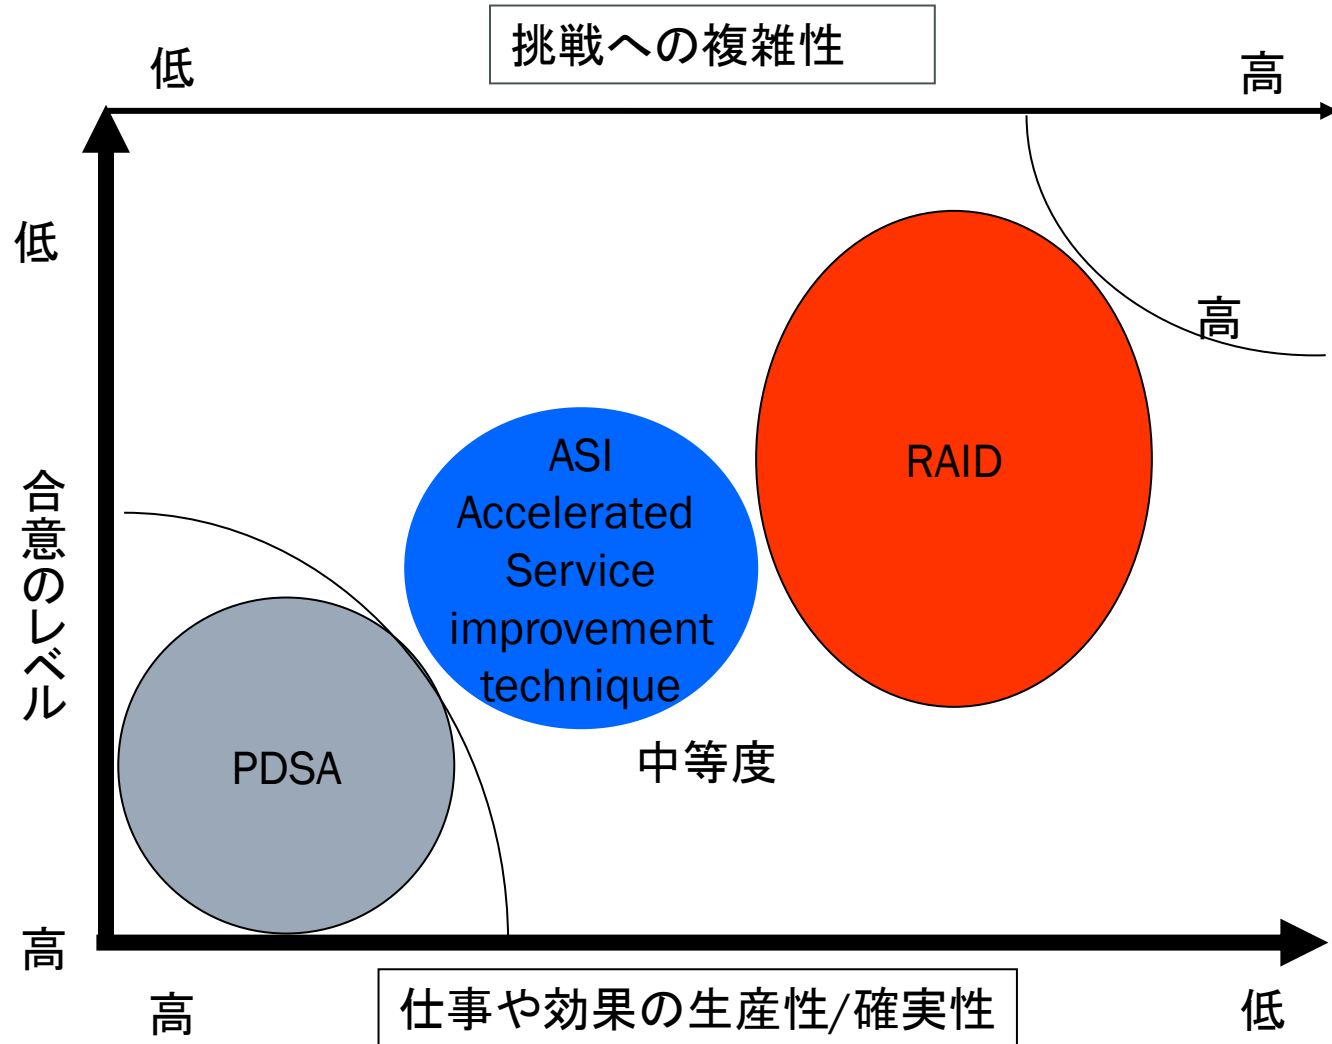 挑戦への複雑性
低
高
低
高
合意のレベル
ASI
Accelerated
Service
improvement
technique
RAID
PDSA
中等度
高
高
仕事や効果の生産性/確実性
低